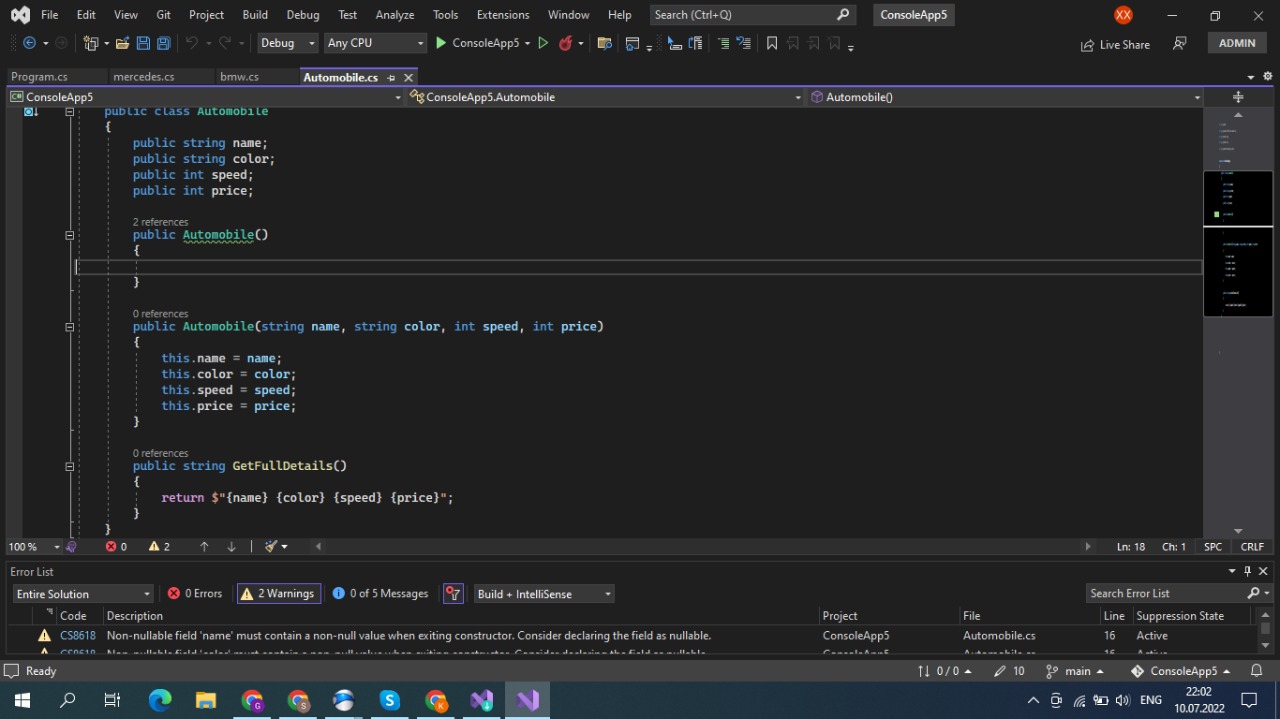 File Edit View Git Project Build Debug Test Analyze Tools Extensions Window Help Search (Ctrl+Q) ConsoleApp5 XX
Debug Any CPU ConsoleApp5 Live Share ADMIN
Program.cs mercedes.cs bmw.cs Automobile.cs
ConsoleApp5 ConsoleApp5.Automobile Automobile()
public class Automobile
{
public string name;
public string color;
public int speed;
public int price;
2 references
public Automobile()
{
}
0 references
public Automobile(string name, string color, int speed, int price)
{
this.name = name;
this.color = color;
this.speed = speed;
this.price = price;
}
0 references
public string GetFullDetails()
{
return $"{name} {color} {speed} {price}";
}
}
100 % 0 2 Ln: 18 Ch: 1 SPC CRLF
Error List
Entire Solution 0 Errors 2 Warnings 0 of 5 Messages Build + IntelliSense Search Error List
Code Description Project File Line Suppression State
CS8618 Non-nullable field 'name' must contain a non-null value when exiting constructor. Consider declaring the field as nullable. ConsoleApp5 Automobile.cs 16 Active
CS8618 Non-nullable field 'color' must contain a non-null value when exiting constructor. Consider declaring the field as nullable. ConsoleApp5 Automobile.cs 16 Active
Ready 0 / 0 10 main ConsoleApp5
ENG 22:02
10.07.2022